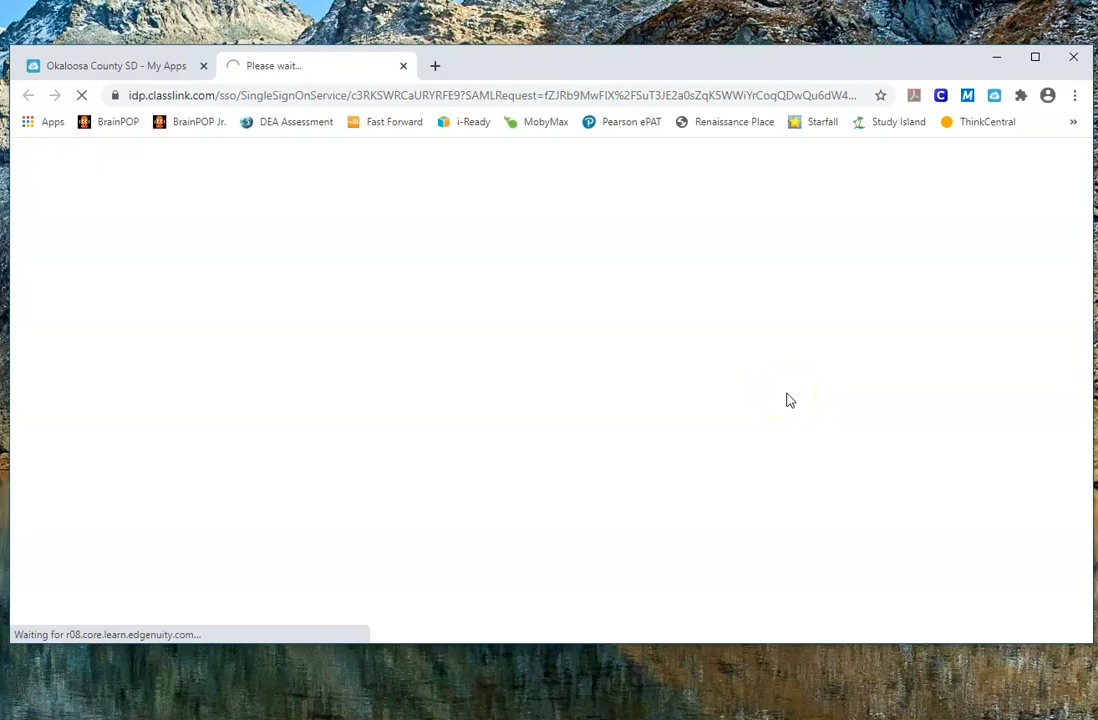 Okaloosa County SD - My Apps
Please wait...
idp.classlink.com/sso/SingleSignOnService/c3RKSWRCaURYRFE9?SAMLRequest=fZJRb9MwFIX%2FSuT3JE2a0sZqK5WWiYrCoqQDwQu6dW4...
Apps
BrainPOP
BrainPOP Jr.
DEA Assessment
Fast Forward
i-Ready
MobyMax
Pearson ePAT
Renaissance Place
Starfall
Study Island
ThinkCentral
»
Waiting for r08.core.learn.edgenuity.com...